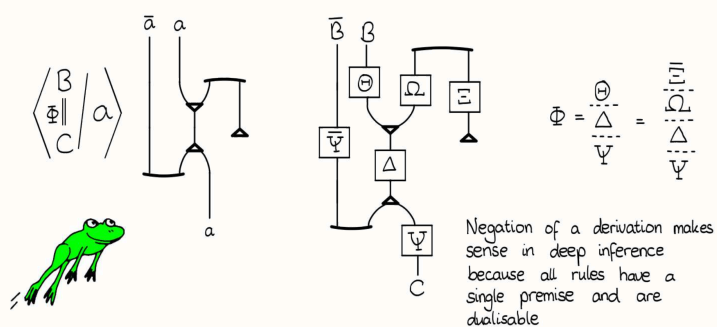 ā a
B
Φ‖
C
/ a
a
B̄ B
Θ
Ω
Ξ
Ψ̄
Δ
Ψ
C
Φ = Θ / Δ / Ψ = Ξ̄ / Ω̄ / Δ / Ψ
Negation of a derivation makes
sense in deep inference
because all rules have a
single premise and are
dualisable